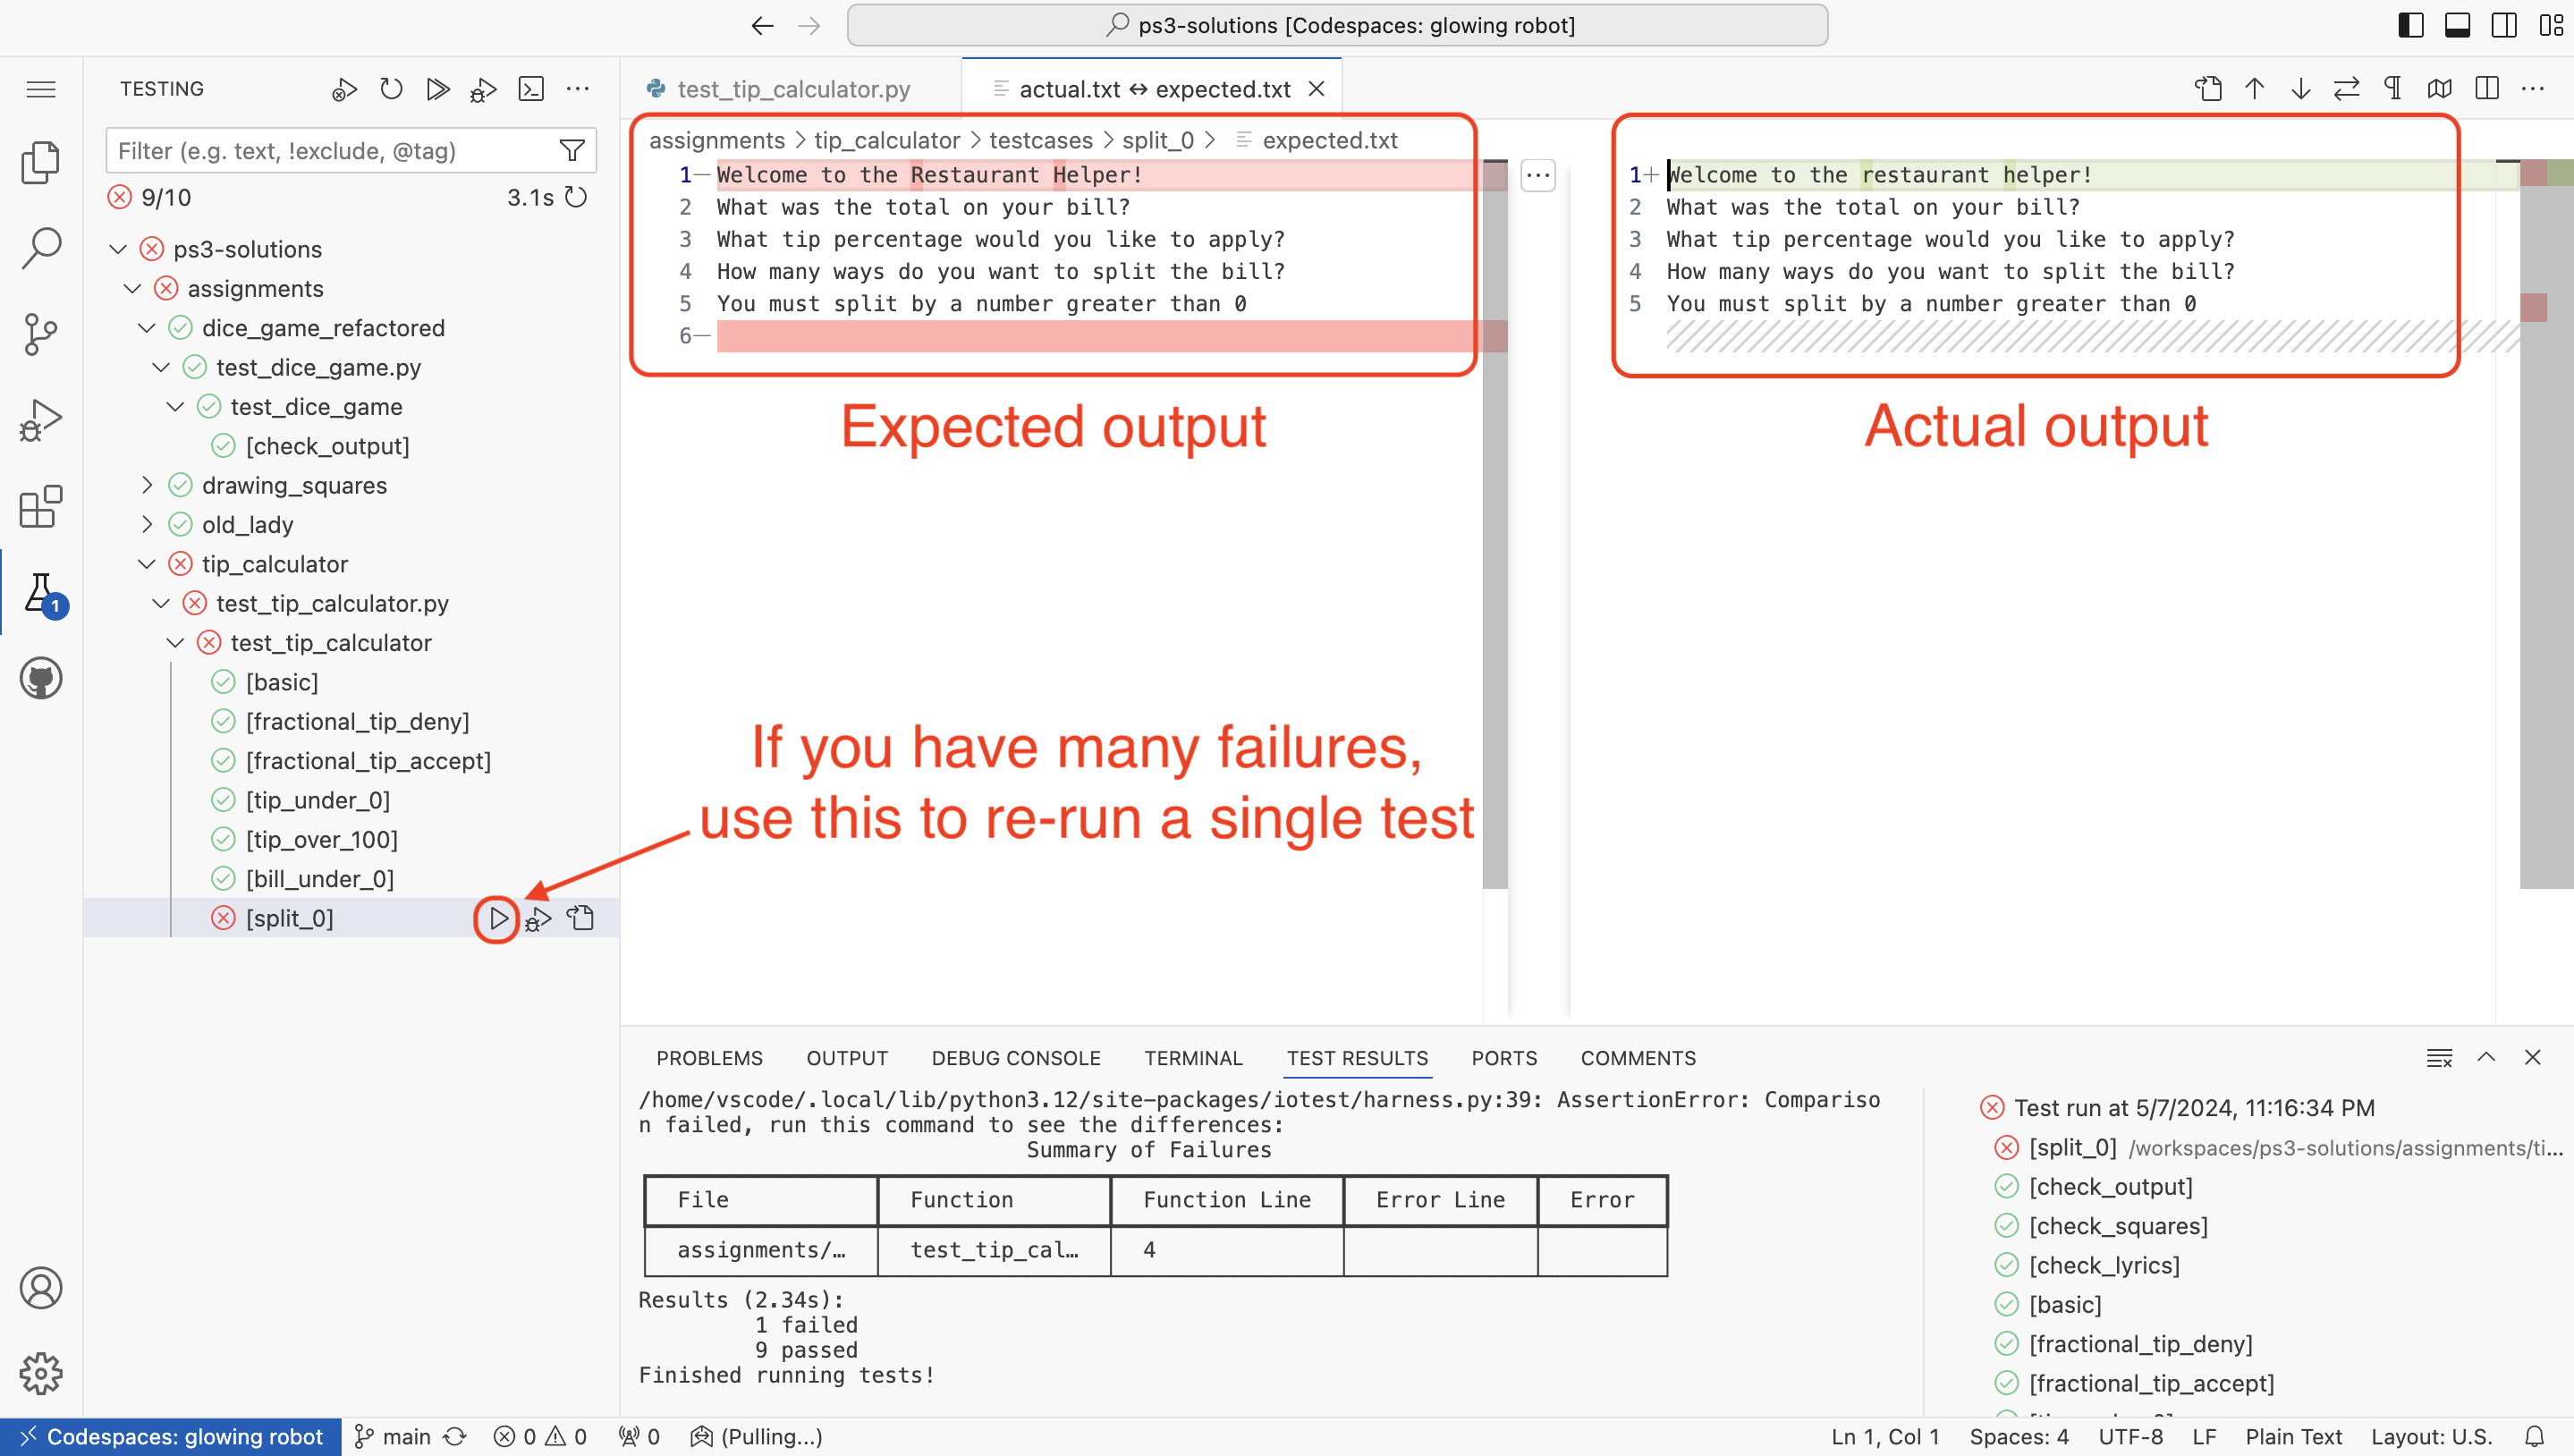 ps3-solutions [Codespaces: glowing robot]
TESTING
Filter (e.g. text, !exclude, @tag)
9/10
3.1s
ps3-solutions
assignments
dice_game_refactored
test_dice_game.py
test_dice_game
[check_output]
drawing_squares
old_lady
tip_calculator
test_tip_calculator.py
test_tip_calculator
[basic]
[fractional_tip_deny]
[fractional_tip_accept]
[tip_under_0]
[tip_over_100]
[bill_under_0]
[split_0]
1
test_tip_calculator.py
actual.txt ↔ expected.txt
assignments > tip_calculator > testcases > split_0 > expected.txt
1— Welcome to the Restaurant Helper!
2 What was the total on your bill?
3 What tip percentage would you like to apply?
4 How many ways do you want to split the bill?
5 You must split by a number greater than 0
6—
Expected output
1+ Welcome to the restaurant helper!
2 What was the total on your bill?
3 What tip percentage would you like to apply?
4 How many ways do you want to split the bill?
5 You must split by a number greater than 0
Actual output
If you have many failures,
use this to re-run a single test
PROBLEMS OUTPUT DEBUG CONSOLE TERMINAL TEST RESULTS PORTS COMMENTS
/home/vscode/.local/lib/python3.12/site-packages/iotest/harness.py:39: AssertionError: Compariso
n failed, run this command to see the differences:
Summary of Failures
File Function Function Line Error Line Error
assignments/… test_tip_cal… 4
Results (2.34s):
1 failed
9 passed
Finished running tests!
Test run at 5/7/2024, 11:16:34 PM
[split_0] /workspaces/ps3-solutions/assignments/ti...
[check_output]
[check_squares]
[check_lyrics]
[basic]
[fractional_tip_deny]
[fractional_tip_accept]
Codespaces: glowing robot main 0 0 0 (Pulling...) Ln 1, Col 1 Spaces: 4 UTF-8 LF Plain Text Layout: U.S.